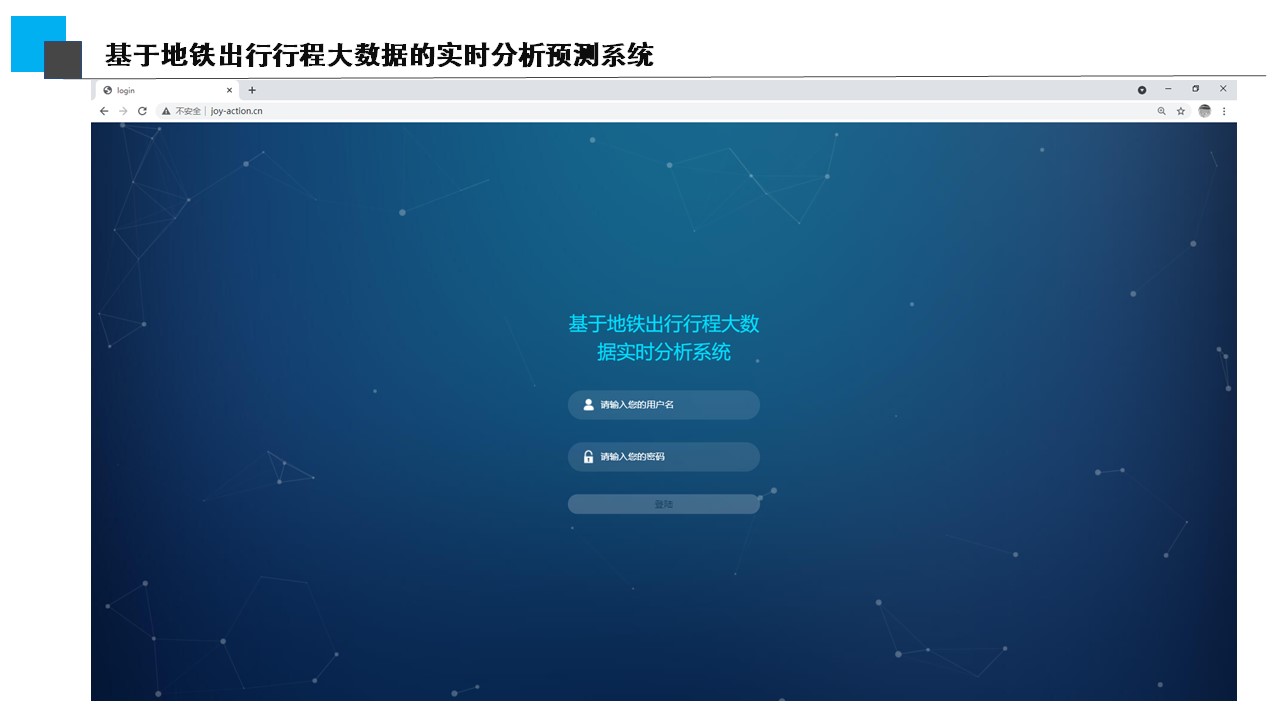 基于地铁出行行程大数据的实时分析预测系统
login
不安全 | joy-action.cn
基于地铁出行行程大数
据实时分析系统
请输入您的用户名
请输入您的密码
登陆